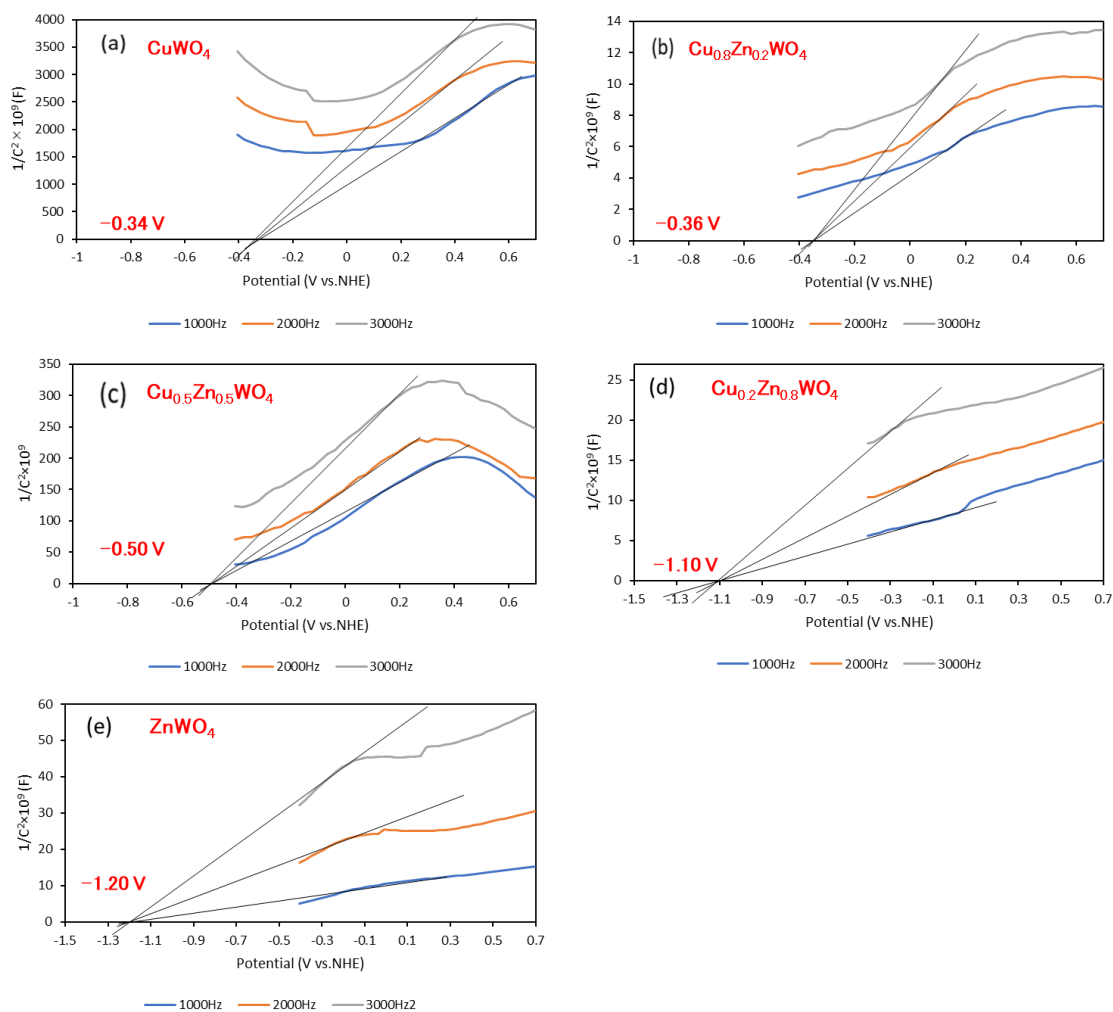 (a) CuWO₄
1/C² × 10⁹ (F)
4000
3500
3000
2500
2000
1500
1000
500
0
−0.34 V
-1 -0.8 -0.6 -0.4 -0.2 0 0.2 0.4 0.6
Potential (V vs.NHE)
1000Hz 2000Hz 3000Hz
(b) Cu₀.₈Zn₀.₂WO₄
1/C²×10⁹ (F)
14
12
10
8
6
4
2
0
−0.36 V
-1 -0.8 -0.6 -0.4 -0.2 0 0.2 0.4 0.6
Potential (V vs.NHE)
1000Hz 2000Hz 3000Hz
(c) Cu₀.₅Zn₀.₅WO₄
1/C²×10⁹
350
300
250
200
150
100
50
0
−0.50 V
-1 -0.8 -0.6 -0.4 -0.2 0 0.2 0.4 0.6
Potential (V vs.NHE)
1000Hz 2000Hz 3000Hz
(d) Cu₀.₂Zn₀.₈WO₄
1/C²×10⁹ (F)
25
20
15
10
5
0
−1.10 V
-1.5 -1.3 -1.1 -0.9 -0.7 -0.5 -0.3 -0.1 0.1 0.3 0.5 0.7
Potential (V vs.NHE)
1000Hz 2000Hz 3000Hz
(e) ZnWO₄
1/C²×10⁹ (F)
60
50
40
30
20
10
0
−1.20 V
-1.5 -1.3 -1.1 -0.9 -0.7 -0.5 -0.3 -0.1 0.1 0.3 0.5 0.7
Potential (V vs.NHE)
1000Hz 2000Hz 3000Hz2